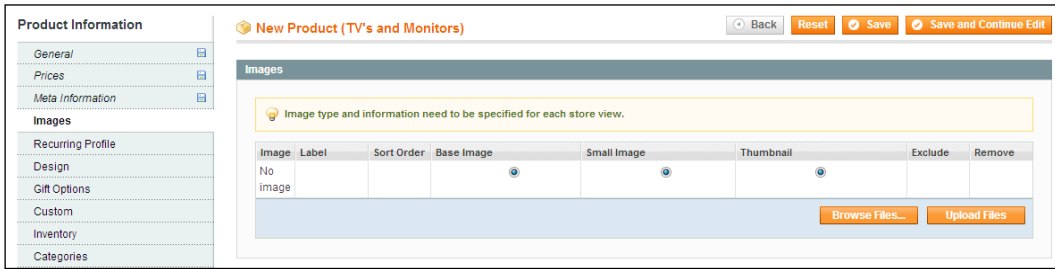 Product Information
General
Prices
Meta Information
Images
Recurring Profile
Design
Gift Options
Custom
Inventory
Categories
New Product (TV's and Monitors)
Back Reset Save Save and Continue Edit
Images
Image type and information need to be specified for each store view.
Image Label Sort Order Base Image Small Image Thumbnail Exclude Remove
No
image
Browse Files... Upload Files